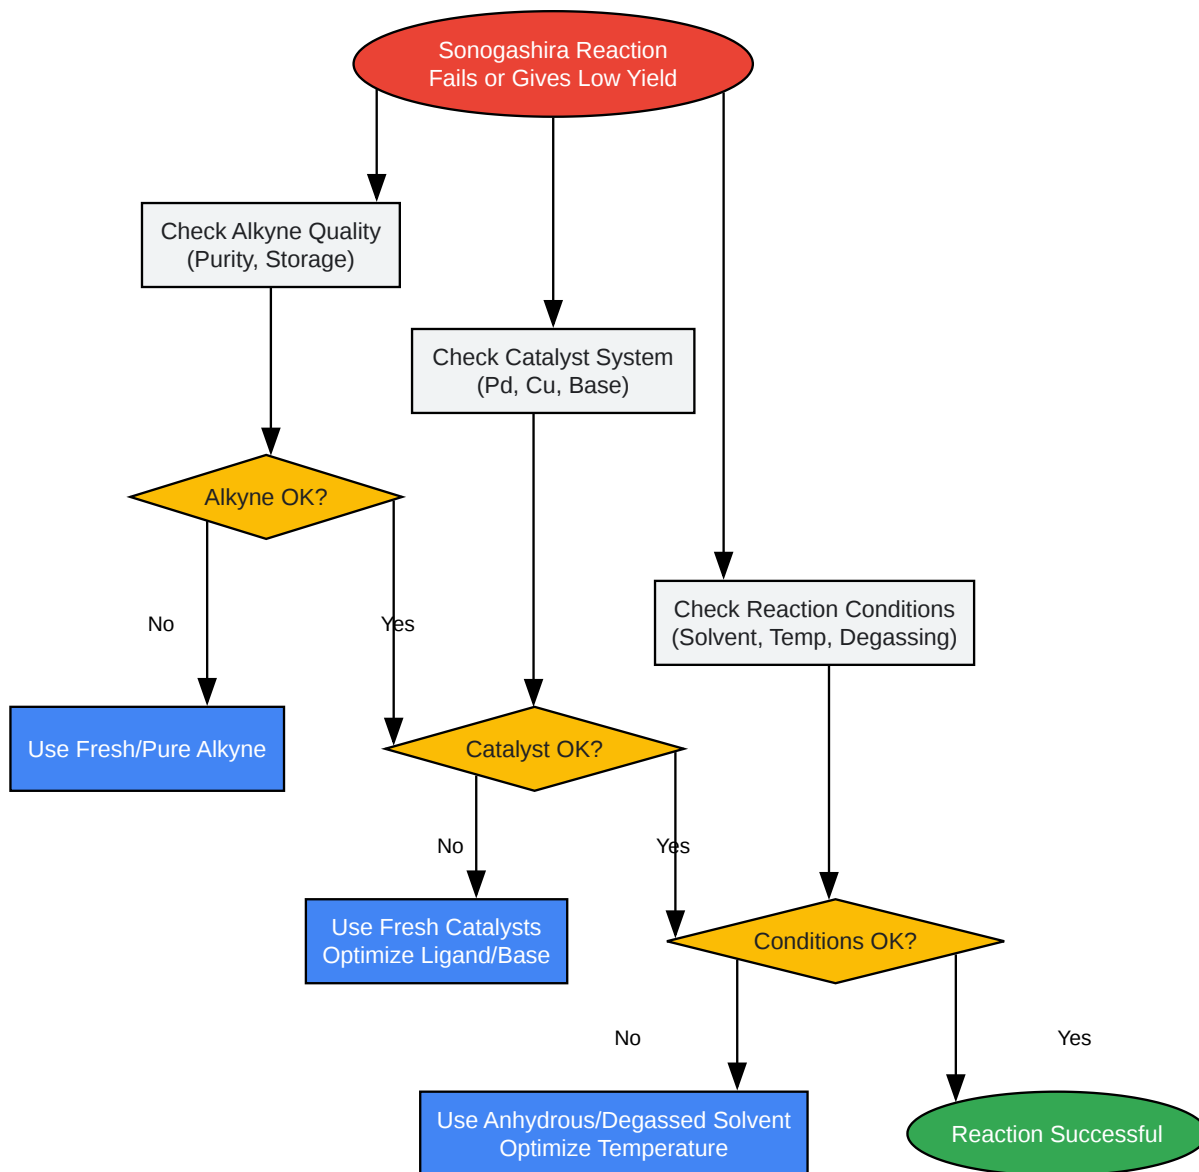 Sonogashira Reaction
Fails or Gives Low Yield
Check Alkyne Quality
(Purity, Storage)
Check Catalyst System
(Pd, Cu, Base)
Alkyne OK?
Check Reaction Conditions
(Solvent, Temp, Degassing)
No
Yes
Use Fresh/Pure Alkyne
Catalyst OK?
No
Yes
Use Fresh Catalysts
Optimize Ligand/Base
Conditions OK?
No
Yes
Use Anhydrous/Degassed Solvent
Optimize Temperature
Reaction Successful